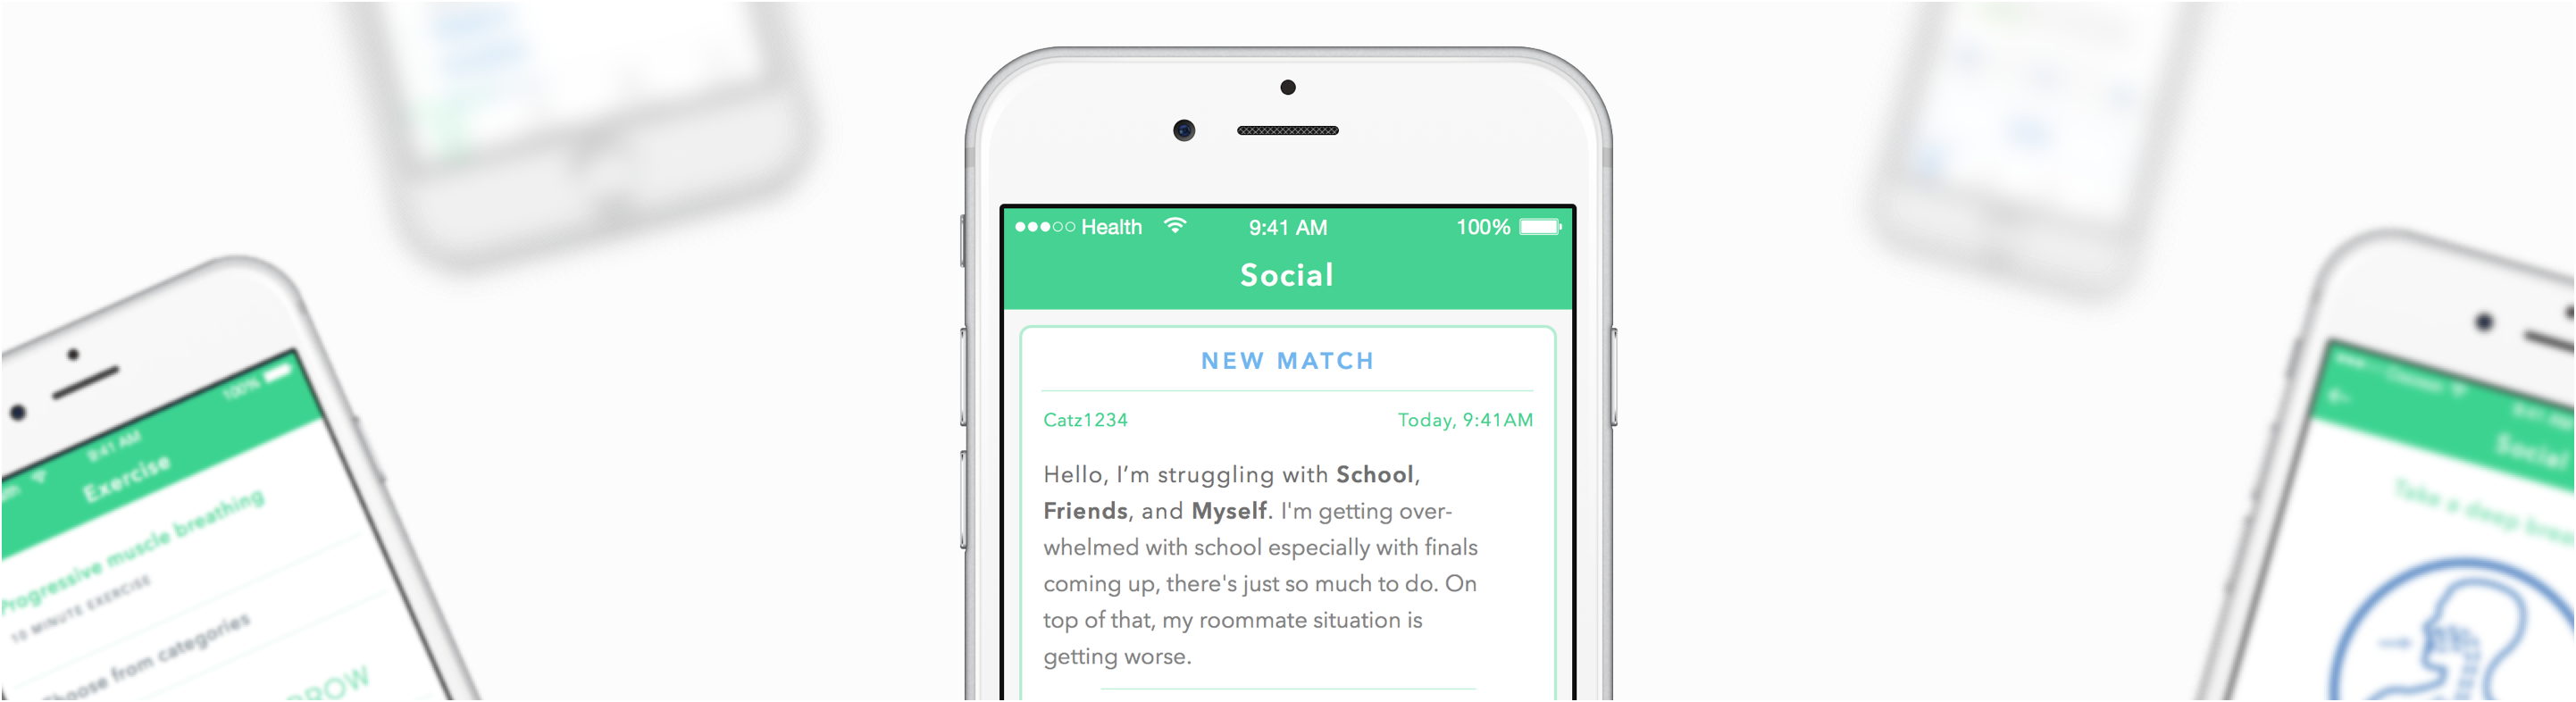 Health 9:41 AM 100%
Social
NEW MATCH
Catz1234 Today, 9:41AM
Hello, I’m struggling with School,
Friends, and Myself. I'm getting over-
whelmed with school especially with finals
coming up, there's just so much to do. On
top of that, my roommate situation is
getting worse.
100%
9:41 AM
Exercise
Progressive muscle breathing
10 MINUTE EXERCISE
Choose from categories
Social
Take a deep